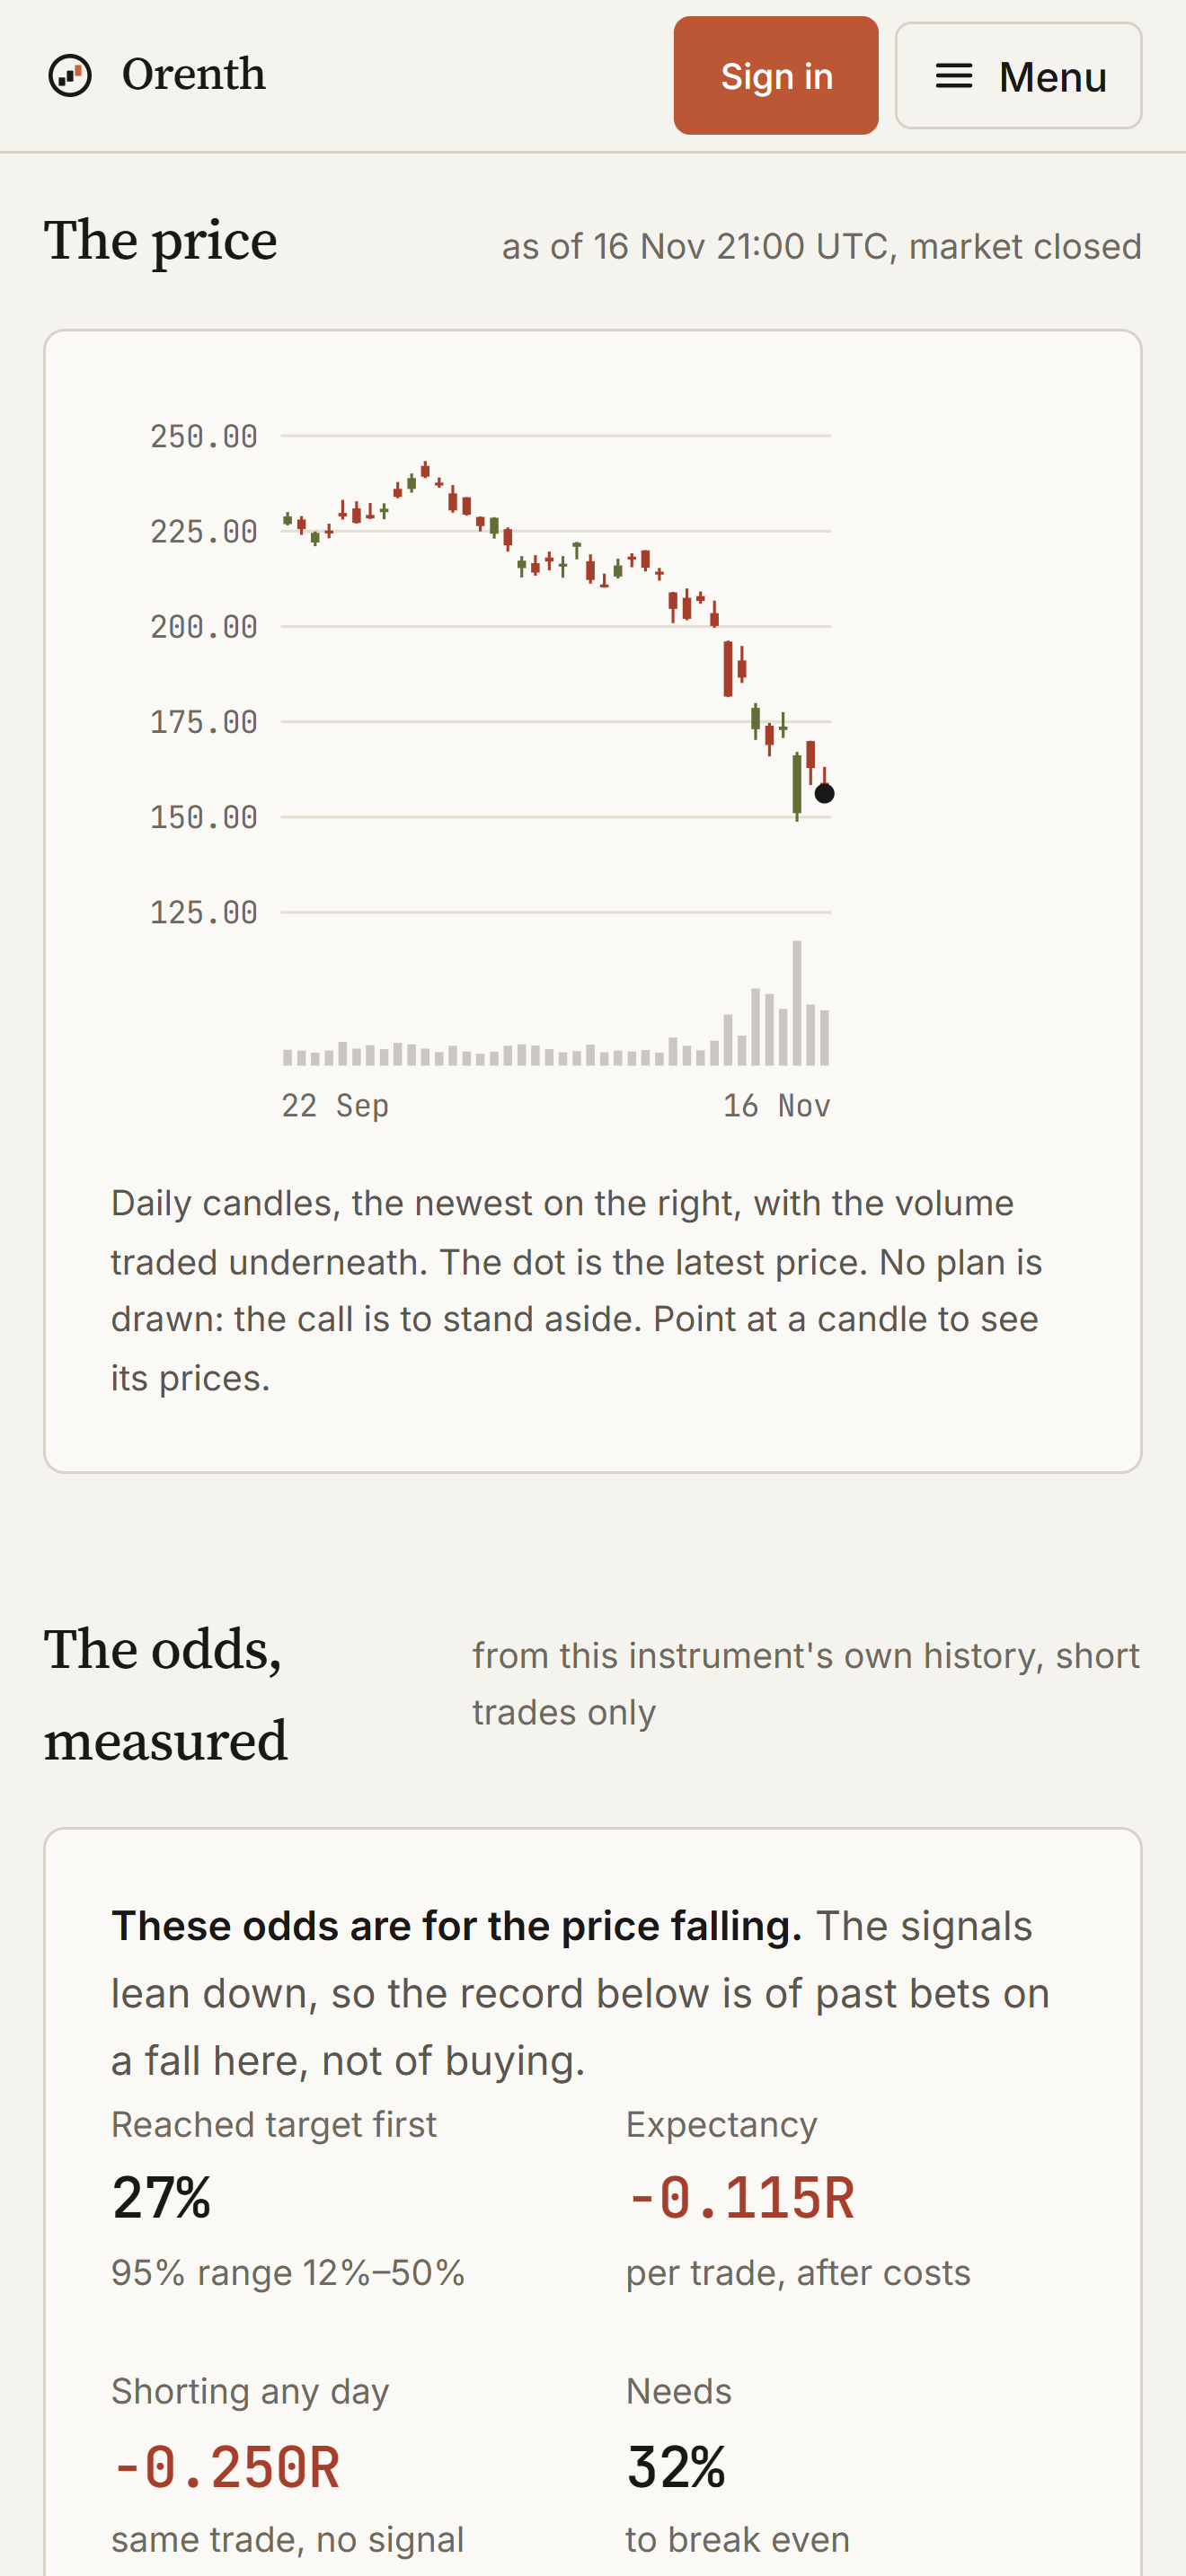 Orenth
Sign in
Menu
The price
as of 16 Nov 21:00 UTC, market closed
250.00
225.00
200.00
175.00
150.00
125.00
22 Sep
16 Nov
Daily candles, the newest on the right, with the volume
traded underneath. The dot is the latest price. No plan is
drawn: the call is to stand aside. Point at a candle to see
its prices.
The odds,
measured
from this instrument's own history, short
trades only
These odds are for the price falling. The signals
lean down, so the record below is of past bets on
a fall here, not of buying.
Reached target first
27%
95% range 12%–50%
Expectancy
-0.115R
per trade, after costs
Shorting any day
-0.250R
same trade, no signal
Needs
32%
to break even